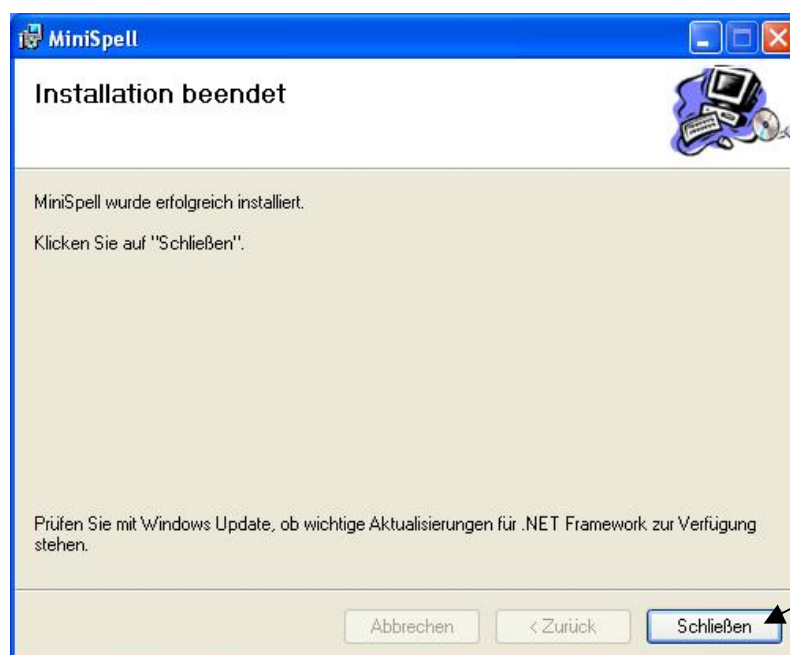 MiniSpell
Installation beendet
MiniSpell wurde erfolgreich installiert.
Klicken Sie auf "Schließen".
Prüfen Sie mit Windows Update, ob wichtige Aktualisierungen für .NET Framework zur Verfügung
stehen.
Abbrechen < Zurück Schließen